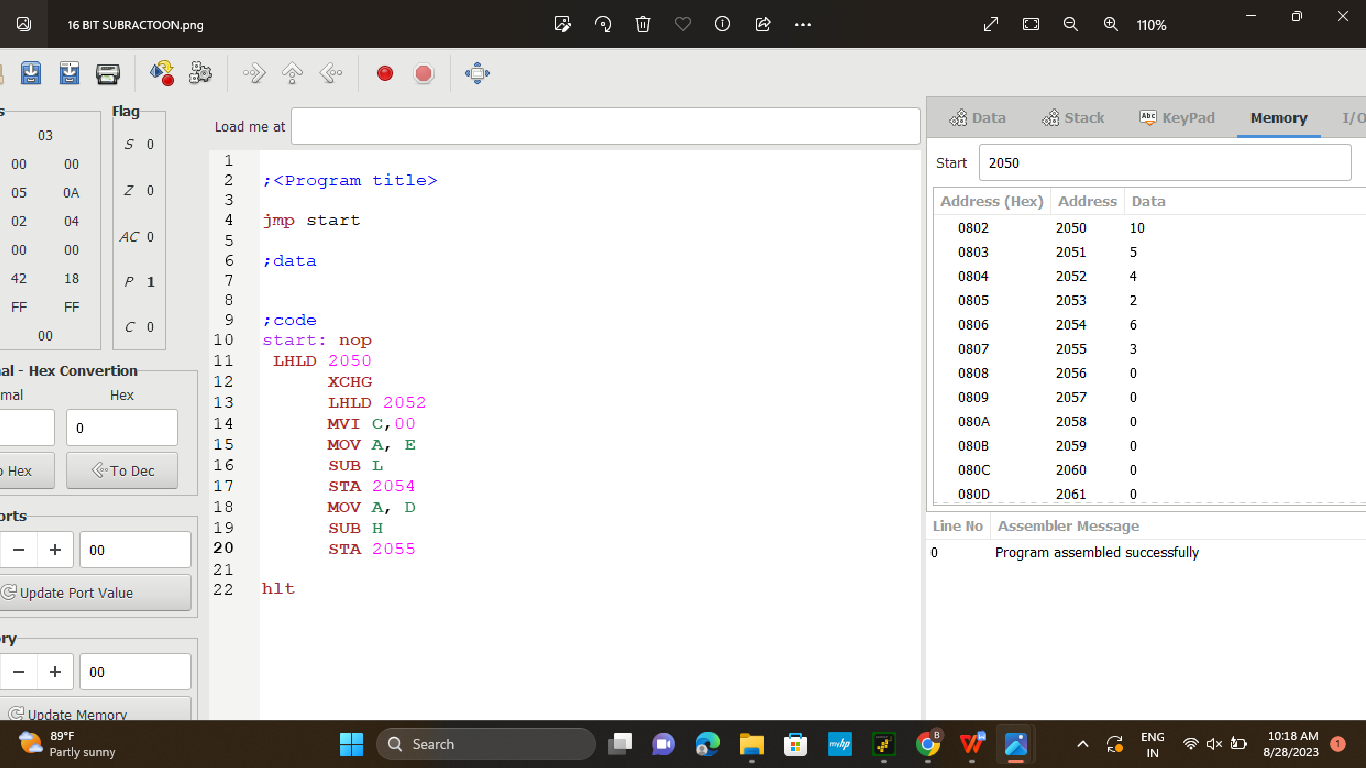 16 BIT SUBRACTOON.png
110%
s
Flag
03
00 00
05 0A
02 04
00 00
42 18
FF FF
00
S 0
Z 0
AC 0
P 1
C 0
al - Hex Convertion
mal Hex
0
o Hex To Dec
orts
− + 00
Update Port Value
ry
− + 00
Update Memory
Load me at
1
2 ;<Program title>
3
4 jmp start
5
6 ;data
7
8
9 ;code
10 start: nop
11 LHLD 2050
12 XCHG
13 LHLD 2052
14 MVI C,00
15 MOV A, E
16 SUB L
17 STA 2054
18 MOV A, D
19 SUB H
20 STA 2055
21
22 hlt
Data Stack Abc KeyPad Memory I/O
Start 2050
Address (Hex) Address Data
0802 2050 10
0803 2051 5
0804 2052 4
0805 2053 2
0806 2054 6
0807 2055 3
0808 2056 0
0809 2057 0
080A 2058 0
080B 2059 0
080C 2060 0
080D 2061 0
Line No Assembler Message
0 Program assembled successfully
89°F
Partly sunny
Search
myhp
B
W
ENG
IN
10:18 AM
8/28/2023
1